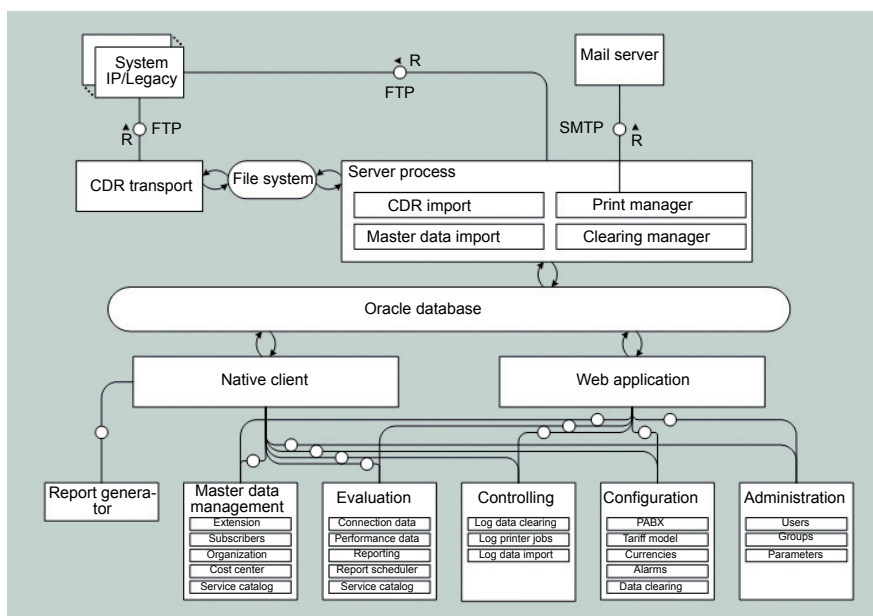 System
IP/Legacy
R
FTP
Mail server
R
FTP
SMTP
R
CDR transport
File system
Server process
CDR import
Print manager
Master data import
Clearing manager
Oracle database
Native client
Web application
Report genera-
tor
Master data
management
Extension
Subscribers
Organization
Cost center
Service catalog
Evaluation
Connection data
Performance data
Reporting
Report scheduler
Service catalog
Controlling
Log data clearing
Log printer jobs
Log data import
Configuration
PABX
Tariff model
Currencies
Alarms
Data clearing
Administration
Users
Groups
Parameters